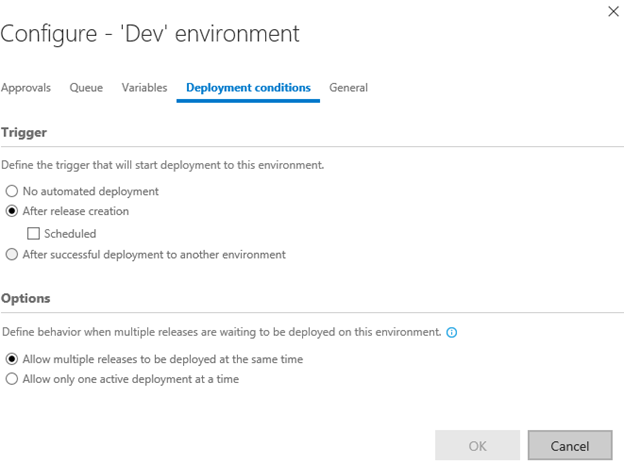 Configure - 'Dev' environment
Approvals Queue Variables Deployment conditions General
Trigger
Define the trigger that will start deployment to this environment.
No automated deployment
After release creation
Scheduled
After successful deployment to another environment
Options
Define behavior when multiple releases are waiting to be deployed on this environment.
Allow multiple releases to be deployed at the same time
Allow only one active deployment at a time
OK Cancel